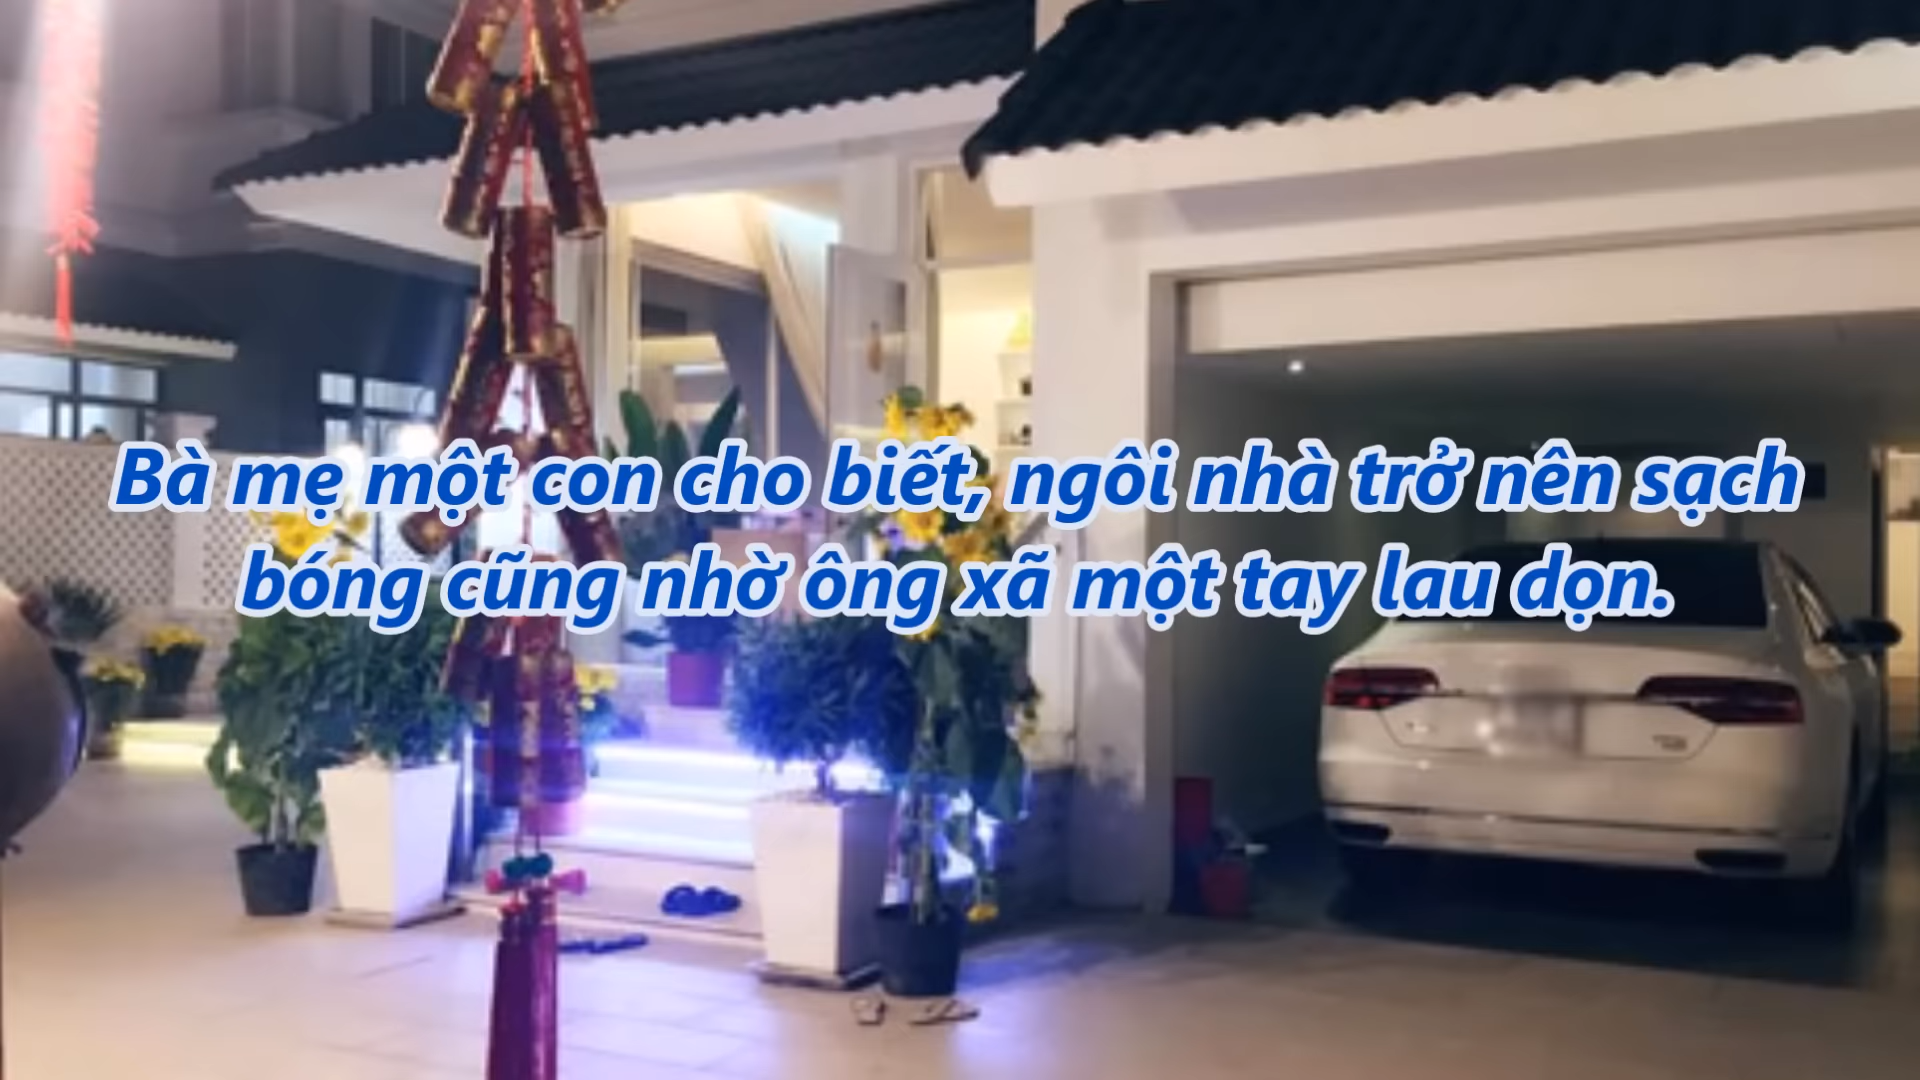 Bà mẹ một con cho biết, ngôi nhà trở nên sạch
bóng cũng nhờ ông xã một tay lau dọn.